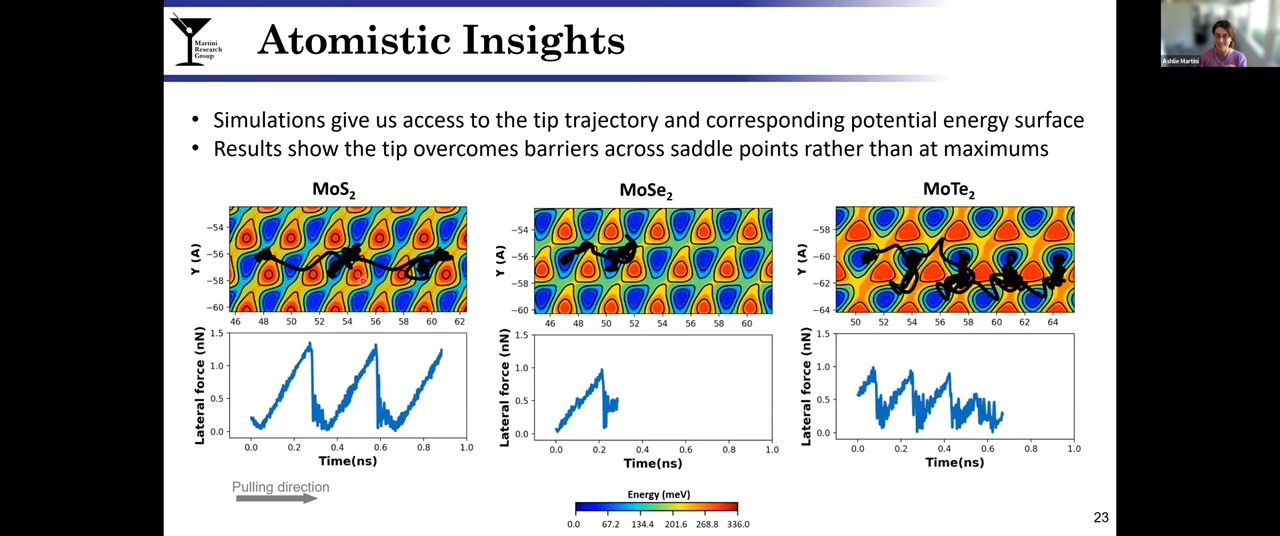 Martini
Research
Group
Atomistic Insights
Ashlie Martini
• Simulations give us access to the tip trajectory and corresponding potential energy surface
• Results show the tip overcomes barriers across saddle points rather than at maximums
MoS₂ MoSe₂ MoTe₂
Y (A)
−54
−56
−58
−60
46 48 50 52 54 56 58 60 62
Y (A)
−54
−56
−58
−60
46 48 50 52 54 56 58 60
Y (A)
−58
−60
−62
−64
50 52 54 56 58 60 62 64
Lateral force (nN)
1.5
1.0
0.5
0.0
0.0 0.2 0.4 0.6 0.8 1.0
Time(ns)
Lateral force (nN)
1.5
1.0
0.5
0.0
0.0 0.2 0.4 0.6 0.8 1.0
Time(ns)
Lateral force (nN)
1.5
1.0
0.5
0.0
0.0 0.2 0.4 0.6 0.8 1.0
Time(ns)
Pulling direction
Energy (meV)
0.0 67.2 134.4 201.6 268.8 336.0
23